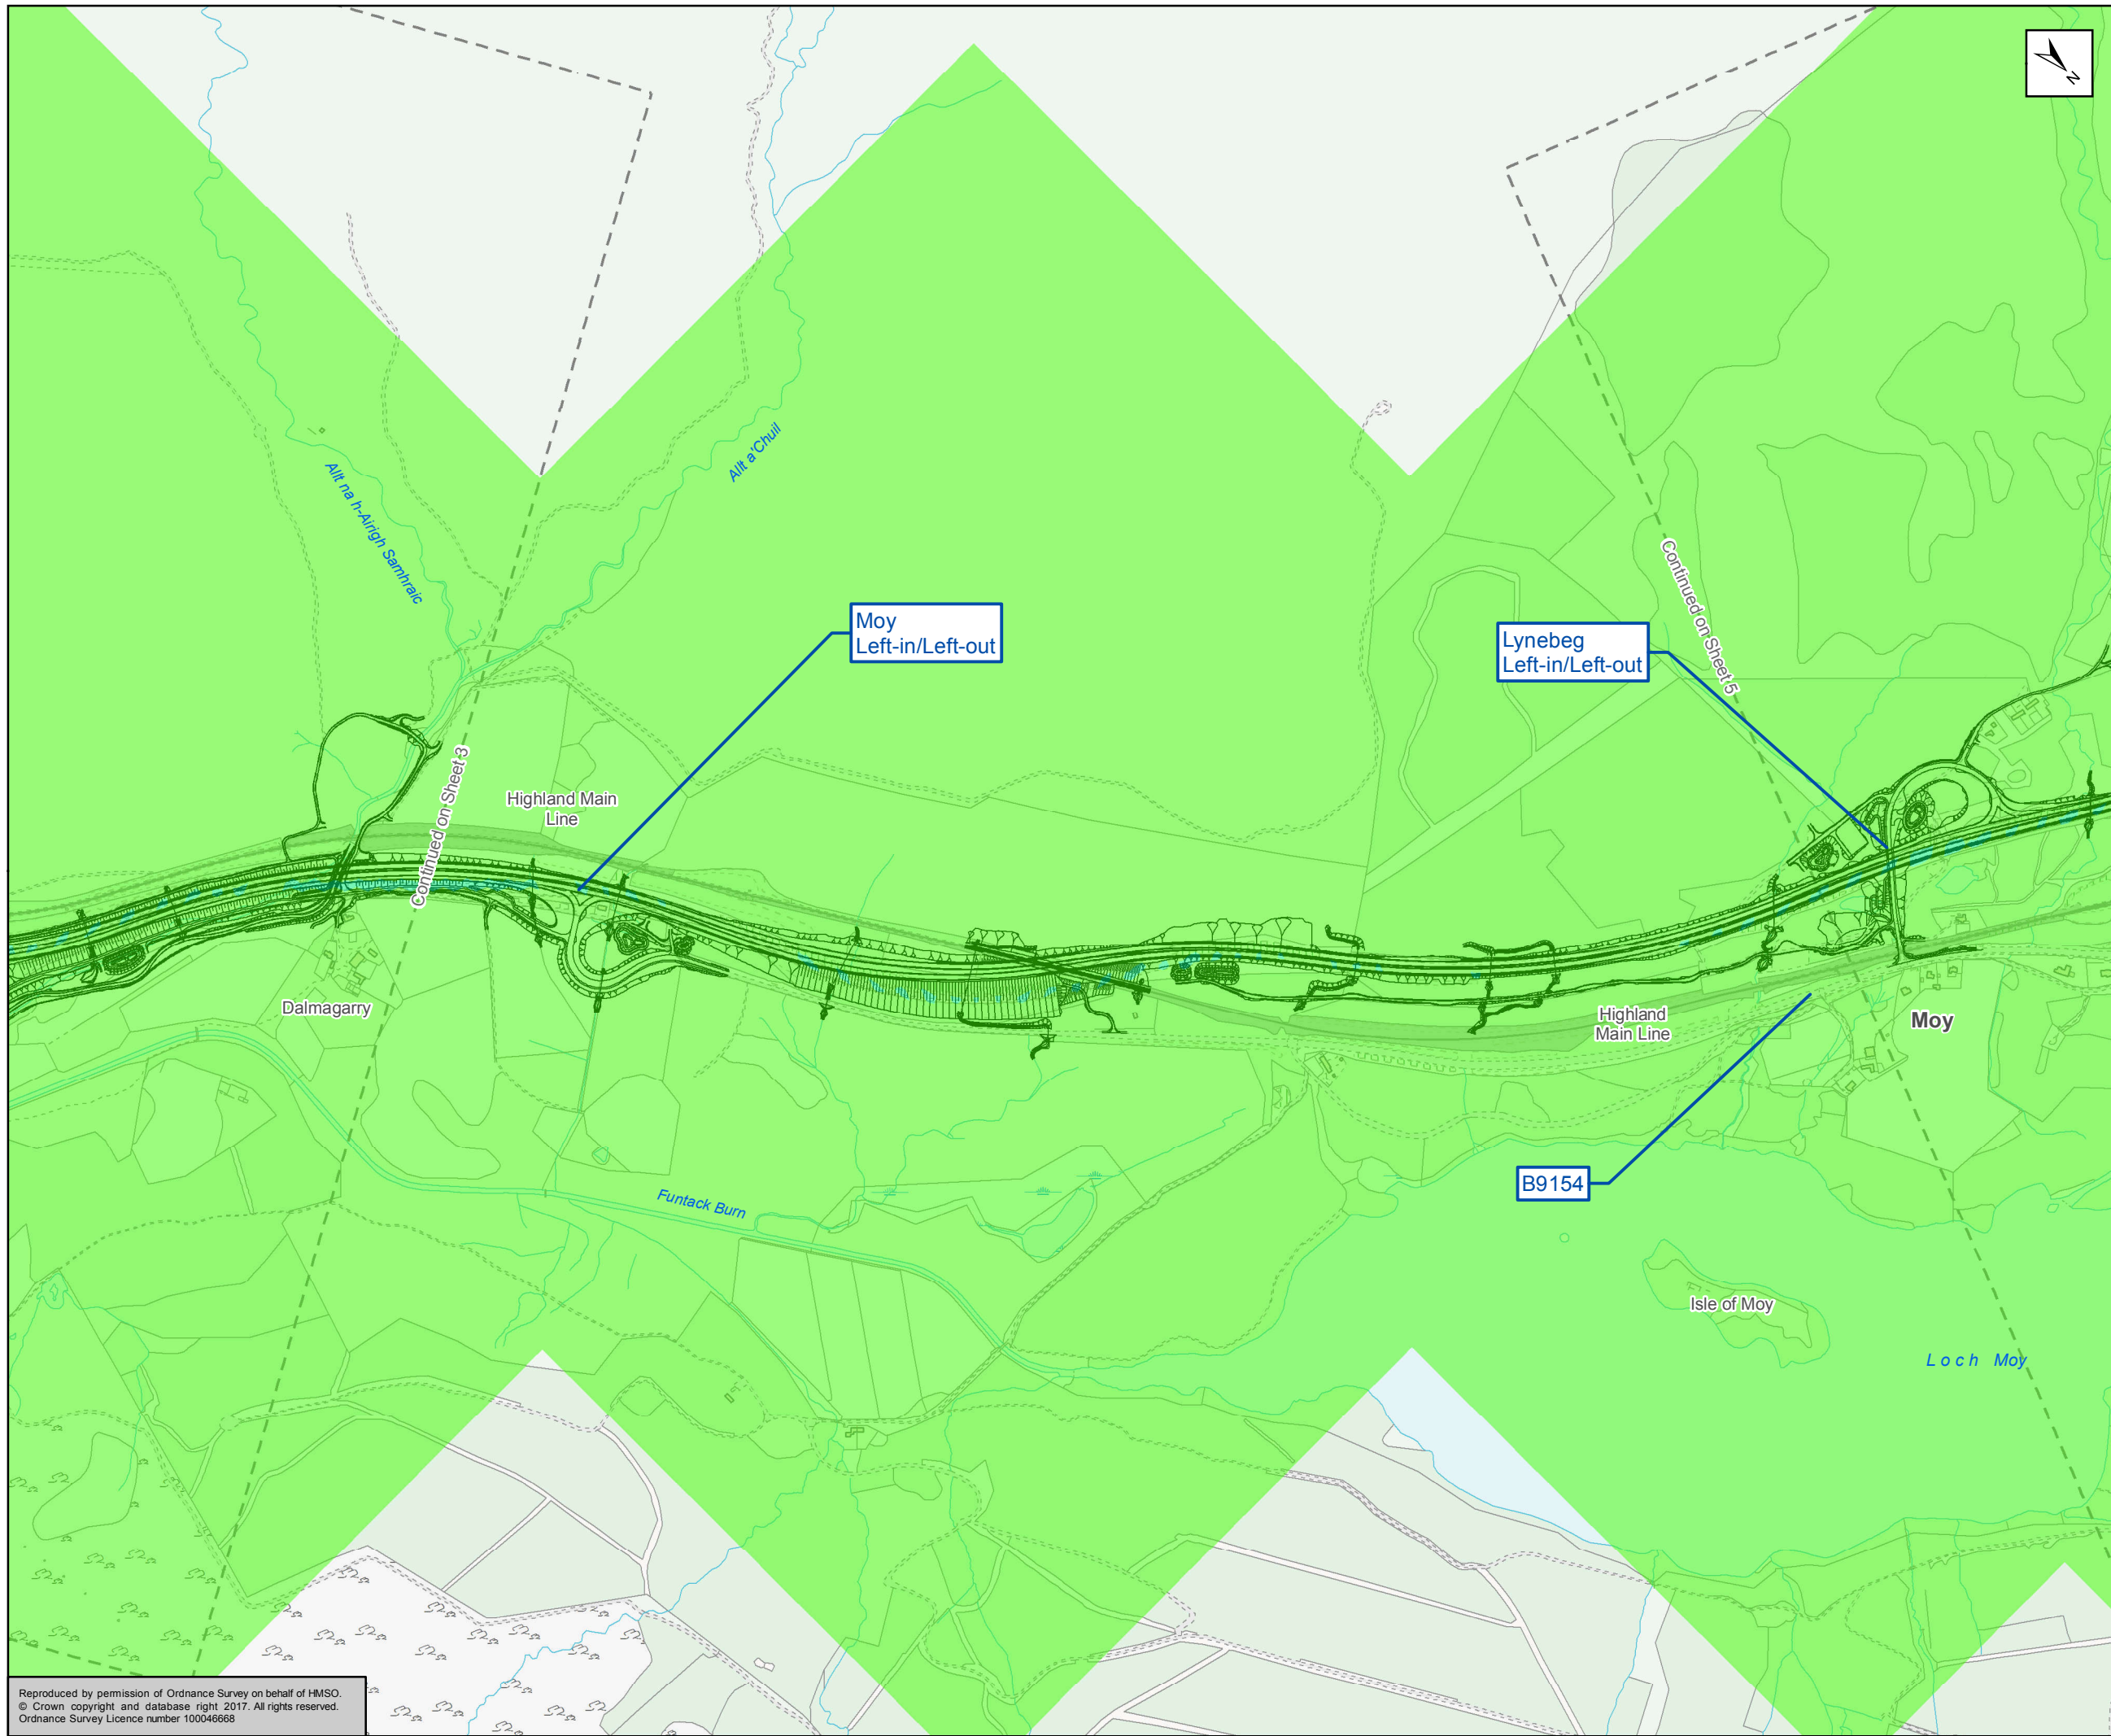 N
Allt na h-Airigh Samhraic
Allt a'Chuil
Continued on Sheet 5
Moy
Left-in/Left-out
Lynebeg
Left-in/Left-out
Continued on Sheet 3
Highland Main
Line
Dalmagarry
Highland
Main Line
Moy
B9154
Funtack Burn
Isle of Moy
Loch Moy
Reproduced by permission of Ordnance Survey on behalf of HMSO.
© Crown copyright and database right 2017. All rights reserved.
Ordnance Survey Licence number 100046668